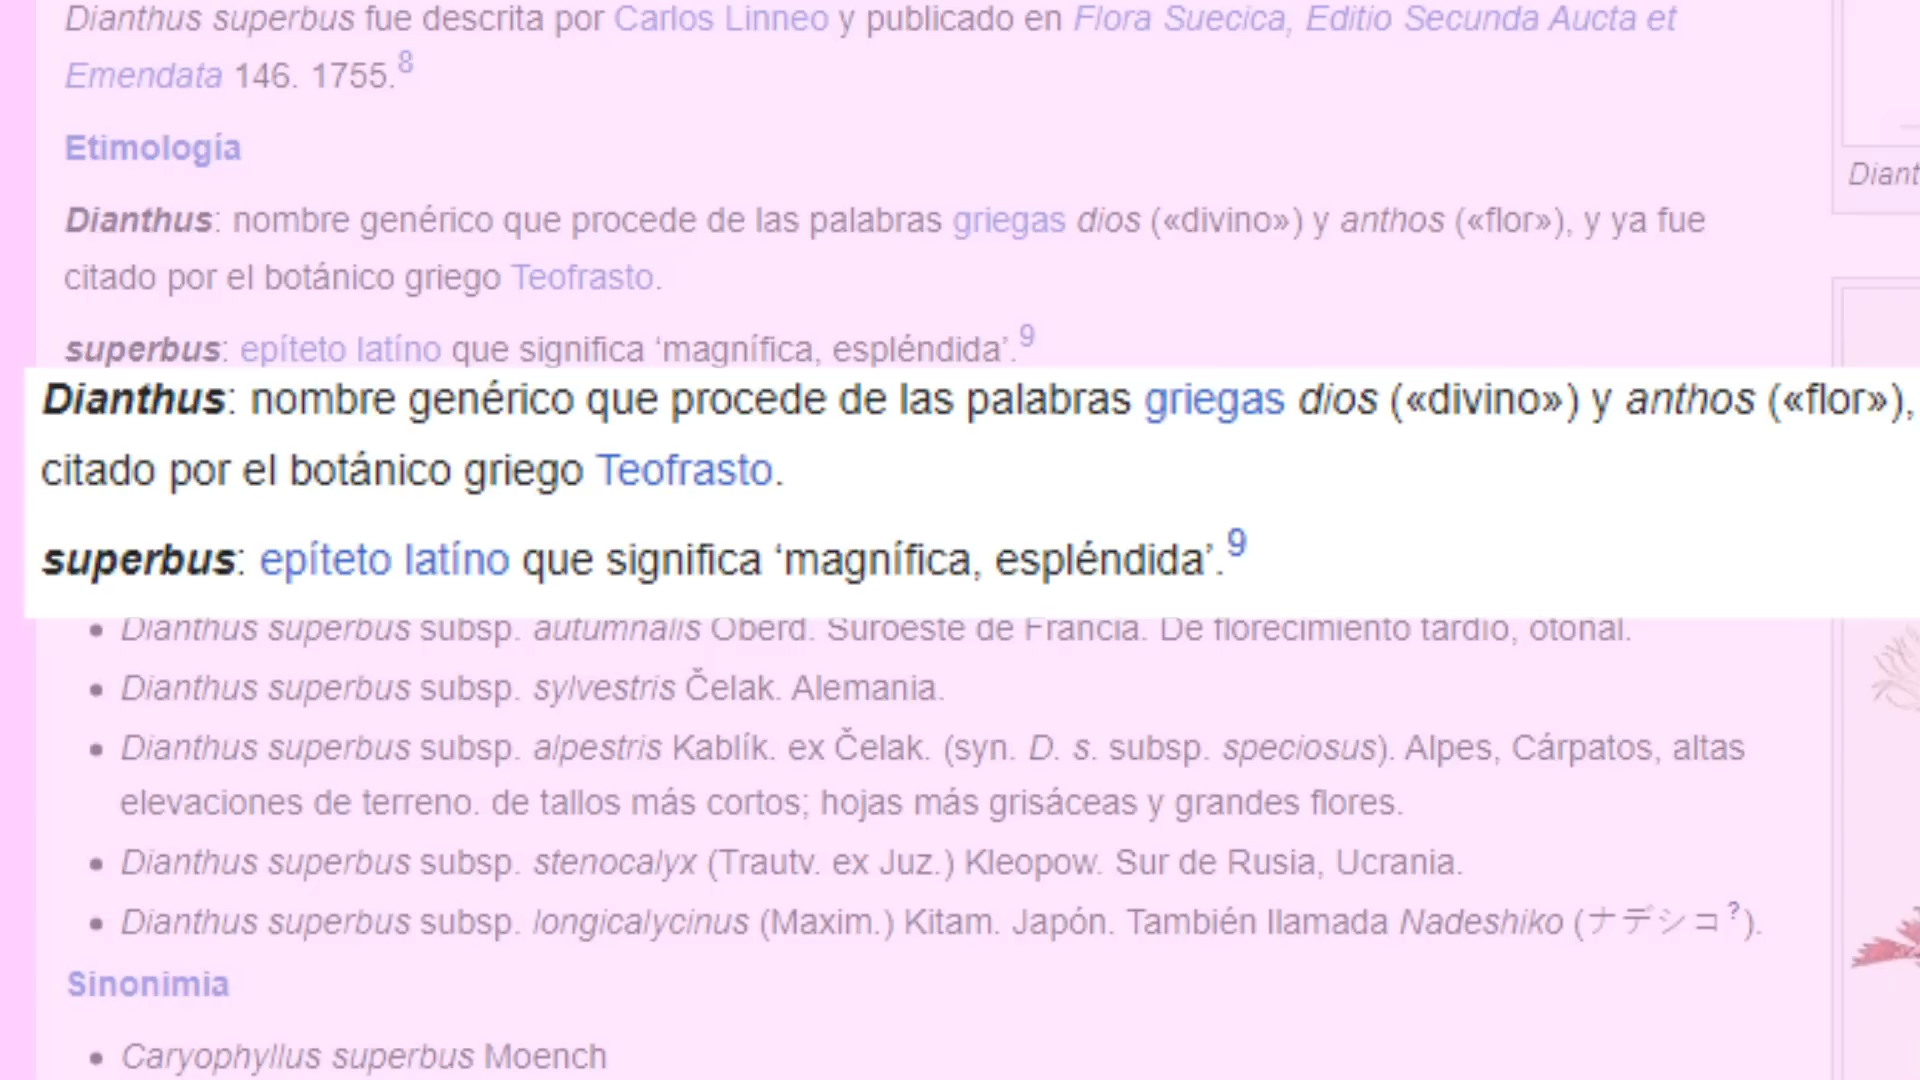 Dianthus superbus fue descrita por Carlos Linneo y publicado en Flora Suecica, Editio Secunda Aucta et
Emendata 146. 1755.8
Etimología
Diant
Dianthus: nombre genérico que procede de las palabras griegas dios («divino») y anthos («flor»), y ya fue
citado por el botánico griego Teofrasto.
superbus: epíteto latíno que significa ‘magnífica, espléndida’.9
Dianthus: nombre genérico que procede de las palabras griegas dios («divino») y anthos («flor»),
citado por el botánico griego Teofrasto.
superbus: epíteto latíno que significa ‘magnífica, espléndida’.9
• Dianthus superbus subsp. autumnalis Oberd. Suroeste de Francia. De florecimiento tardío, otoñal.
• Dianthus superbus subsp. sylvestris Čelak. Alemania.
• Dianthus superbus subsp. alpestris Kablík. ex Čelak. (syn. D. s. subsp. speciosus). Alpes, Cárpatos, altas
elevaciones de terreno. de tallos más cortos; hojas más grisáceas y grandes flores.
• Dianthus superbus subsp. stenocalyx (Trautv. ex Juz.) Kleopow. Sur de Rusia, Ucrania.
• Dianthus superbus subsp. longicalycinus (Maxim.) Kitam. Japón. También llamada Nadeshiko (ナデシコ?).
Sinonimia
• Caryophyllus superbus Moench